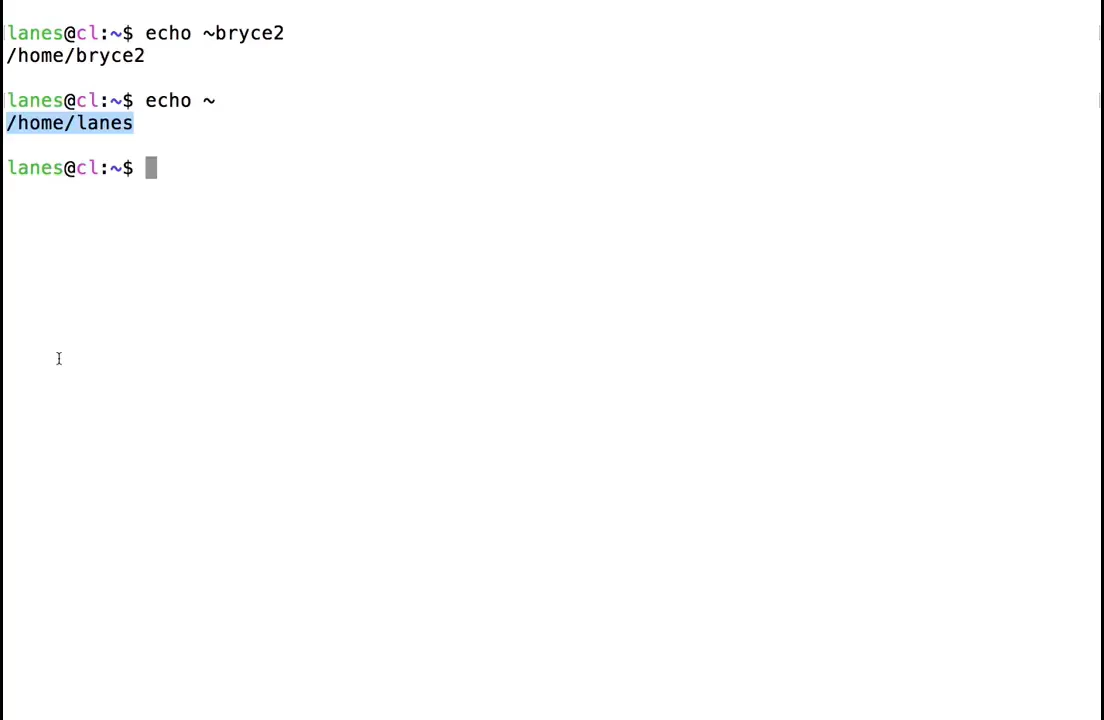 lanes@cl:~$ echo ~bryce2
/home/bryce2
lanes@cl:~$ echo ~
/home/lanes
lanes@cl:~$